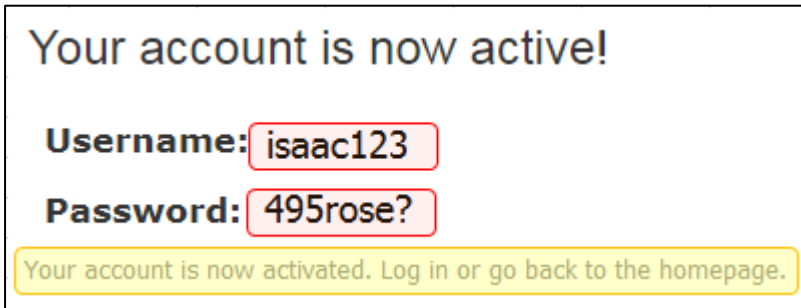 Your account is now active!
Username: isaac123
Password: 495rose?
Your account is now activated. Log in or go back to the homepage.